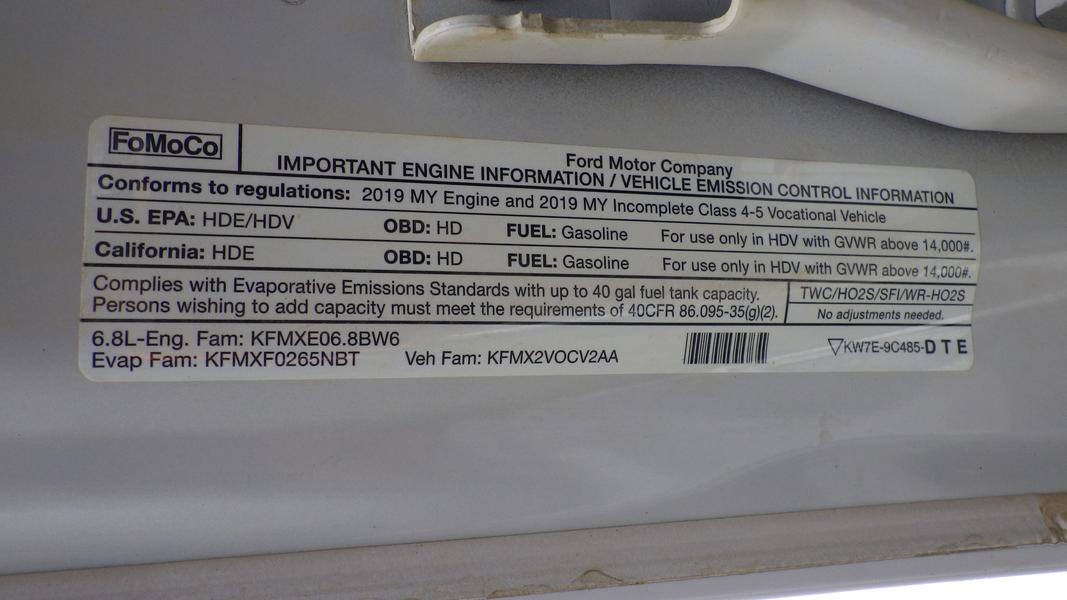 FoMoCo
Ford Motor Company
IMPORTANT ENGINE INFORMATION / VEHICLE EMISSION CONTROL INFORMATION
Conforms to regulations: 2019 MY Engine and 2019 MY Incomplete Class 4-5 Vocational Vehicle
U.S. EPA: HDE/HDV OBD: HD FUEL: Gasoline For use only in HDV with GVWR above 14,000#.
California: HDE OBD: HD FUEL: Gasoline For use only in HDV with GVWR above 14,000#.
Complies with Evaporative Emissions Standards with up to 40 gal fuel tank capacity.
Persons wishing to add capacity must meet the requirements of 40CFR 86.095-35(g)(2).
TWC/HO2S/SFI/WR-HO2S
No adjustments needed.
6.8L-Eng. Fam: KFMXE06.8BW6
Evap Fam: KFMXF0265NBT Veh Fam: KFMX2VOCV2AA
▽KW7E-9C485-DTE